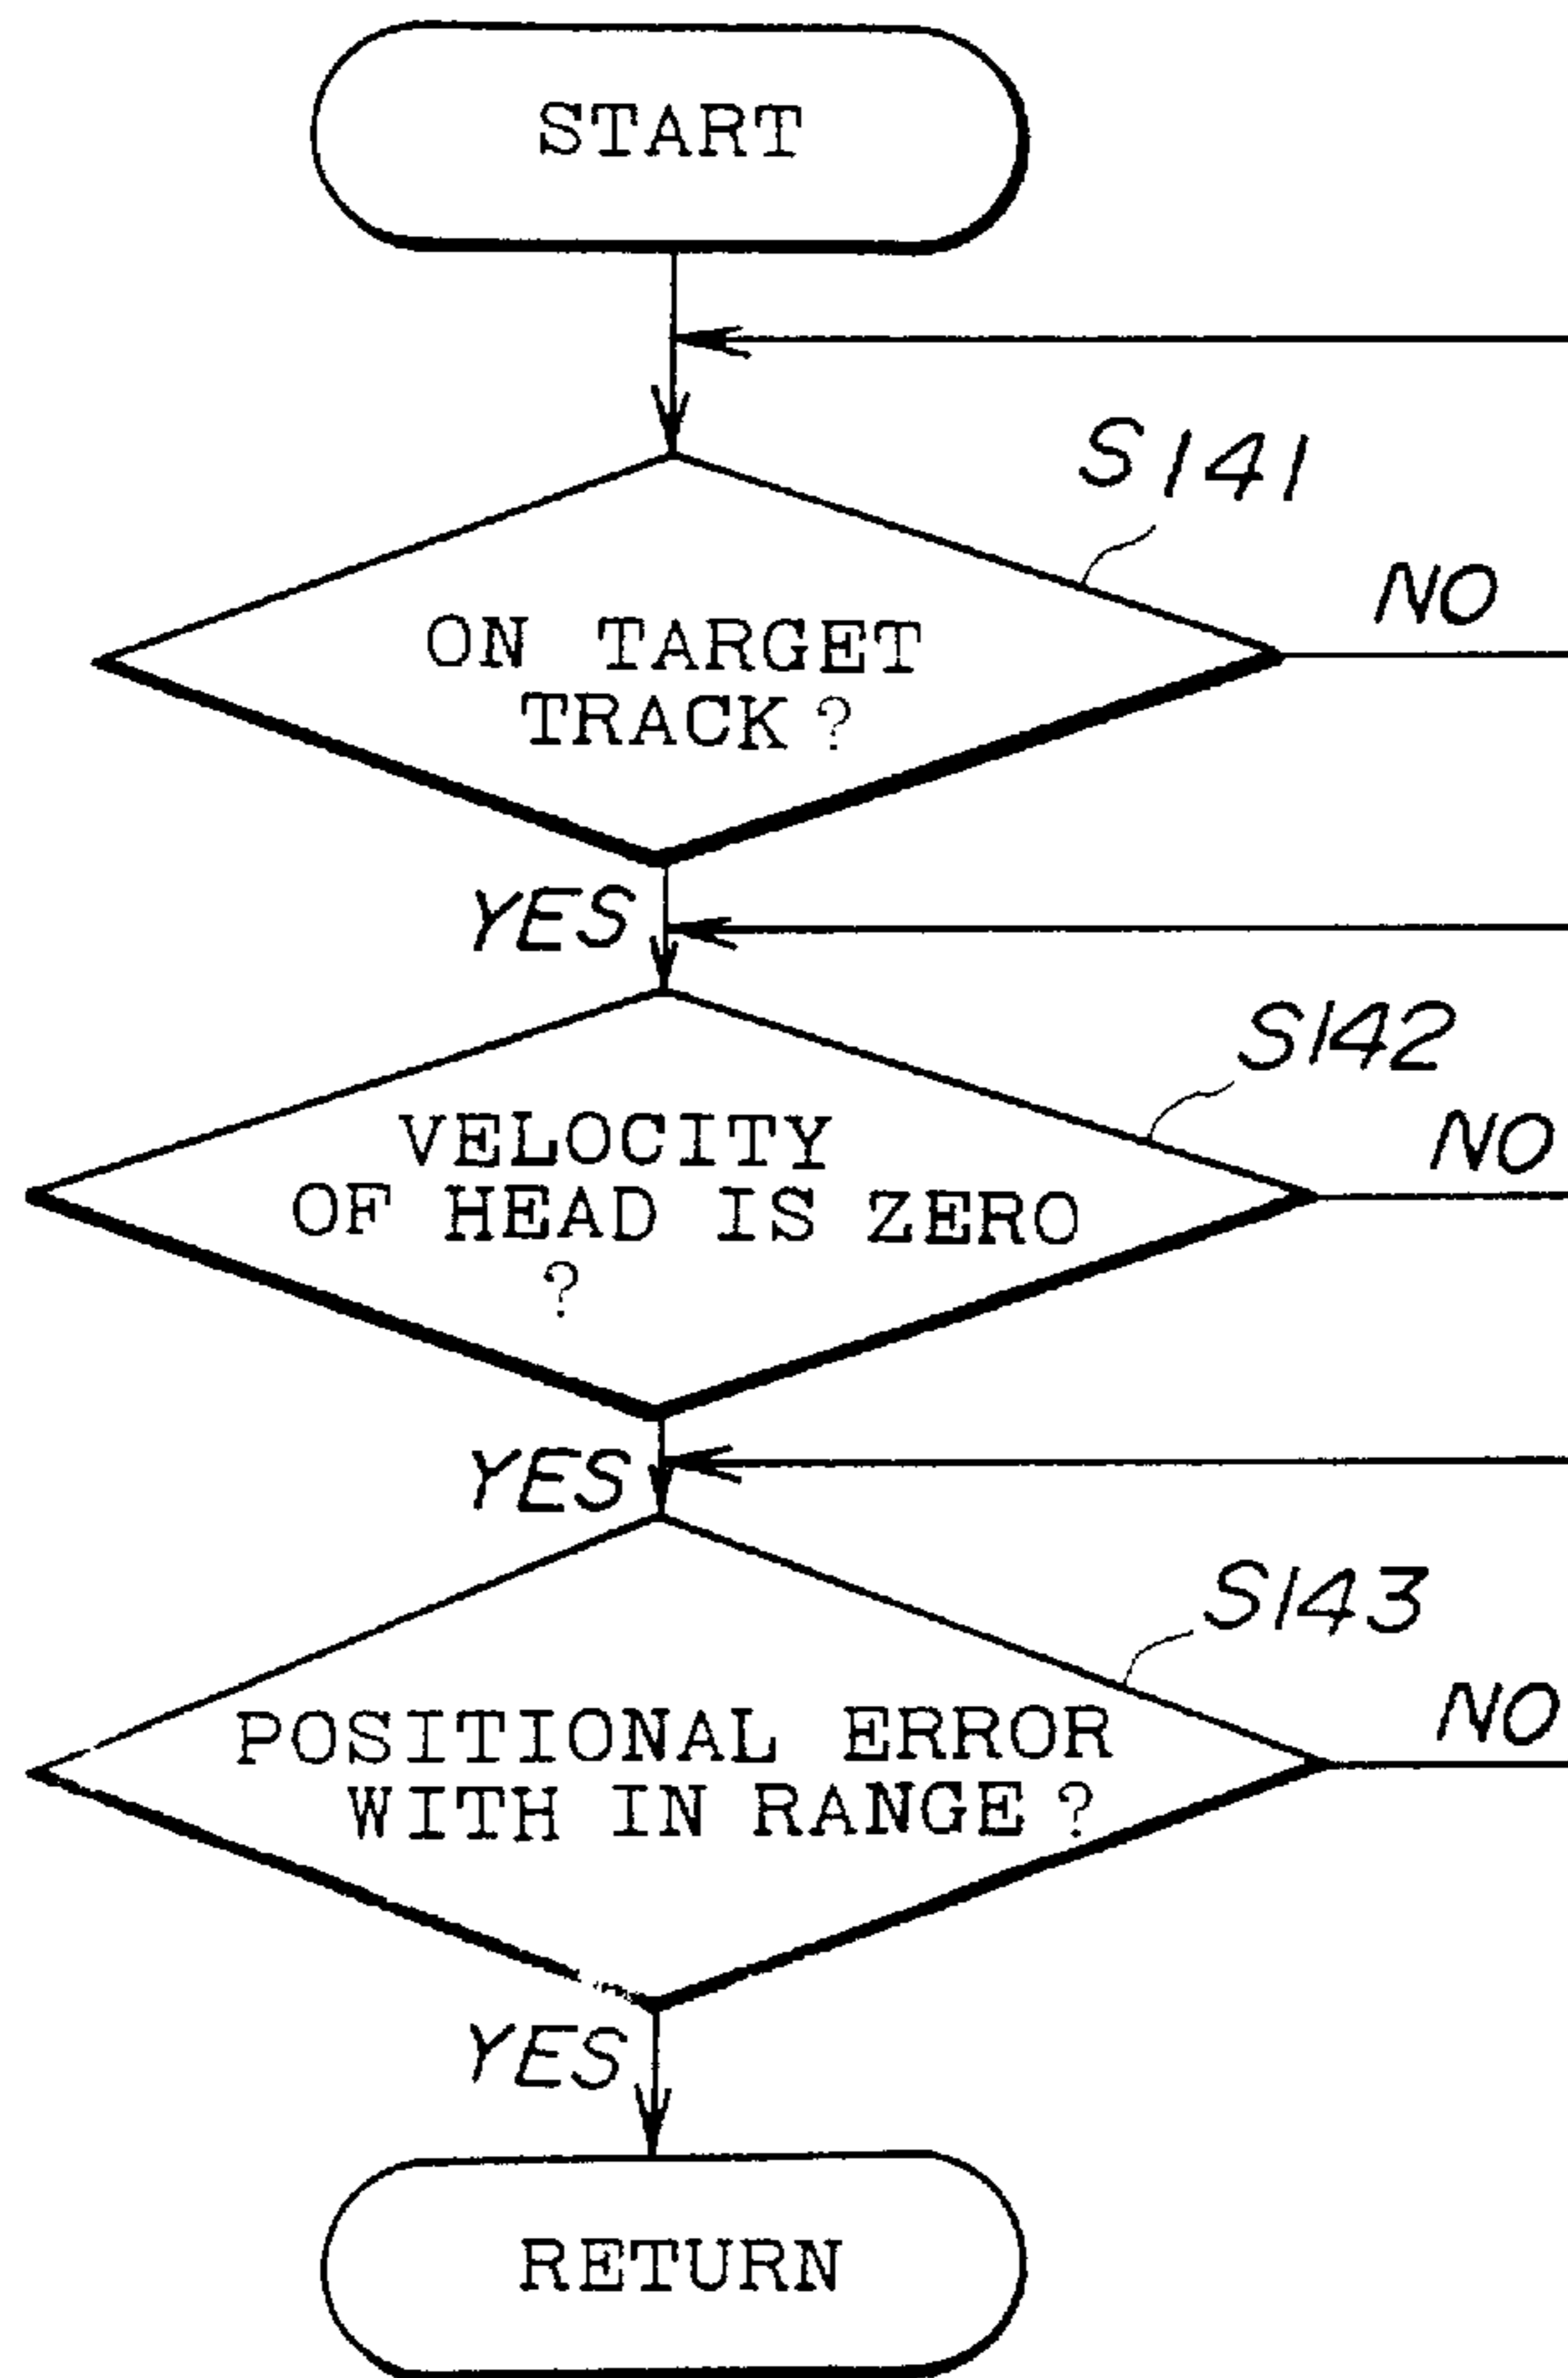 START
S141
NO
ON TARGET
TRACK ?
YES
S142
NO
VELOCITY
OF HEAD IS ZERO
?
YES
S143
NO
POSITIONAL ERROR
WITH IN RANGE ?
YES
RETURN